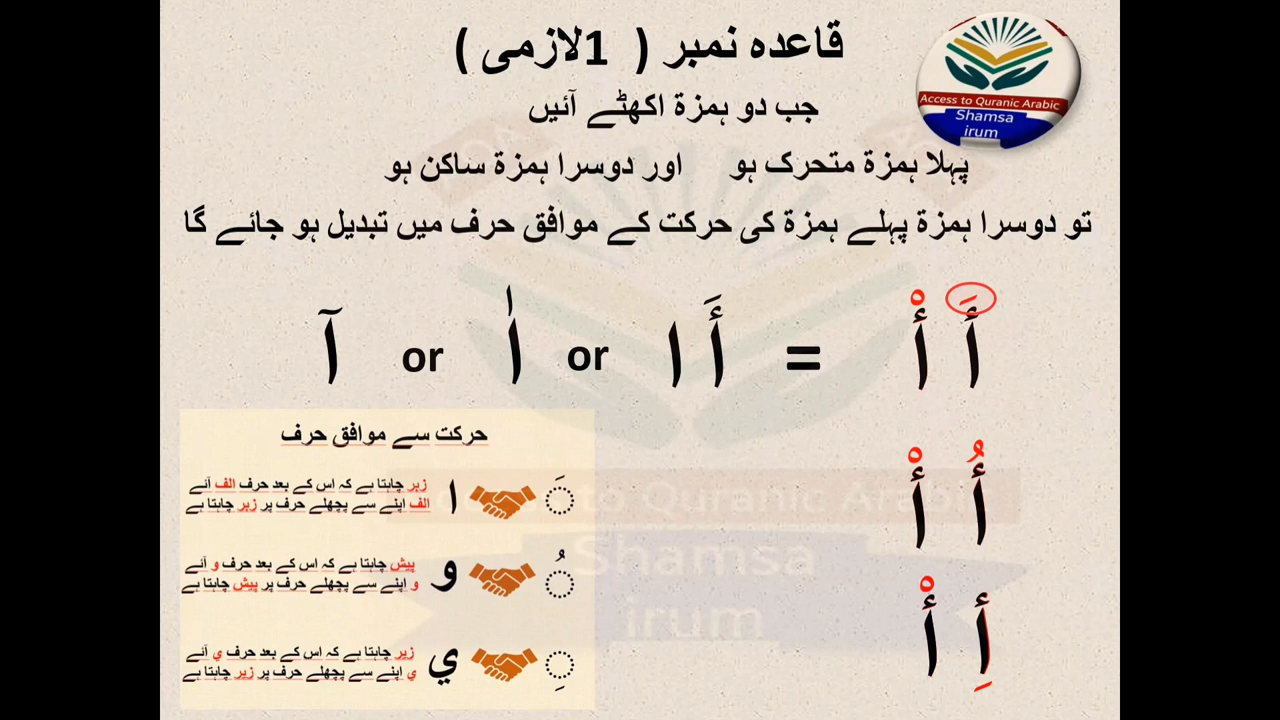 قاعدہ نمبر ( 1لازمی )
Access to Quranic Arabic
Shamsa
irum
جب دو ہمزۃ اکھٹے آئیں
پہلا ہمزۃ متحرک ہو اور دوسرا ہمزۃ ساکن ہو
تو دوسرا ہمزۃ پہلے ہمزۃ کی حرکت کے موافق حرف میں تبدیل ہو جائے گا
أَ أْ = أَ ا or اٰ or آ
أُ أْ
أِ أْ
حرکت سے موافق حرف
◌َ ا زبر چاہتا ہے کہ اس کے بعد حرف الف آئے
الف اپنے سے پچھلے حرف پر زبر چاہتا ہے
◌ُ و پیش چاہتا ہے کہ اس کے بعد حرف و آئے
و اپنے سے پچھلے حرف پر پیش چاہتا ہے
◌ِ ي زیر چاہتا ہے کہ اس کے بعد حرف ي آئے
ي اپنے سے پچھلے حرف پر زیر چاہتا ہے
Shamsa
irum